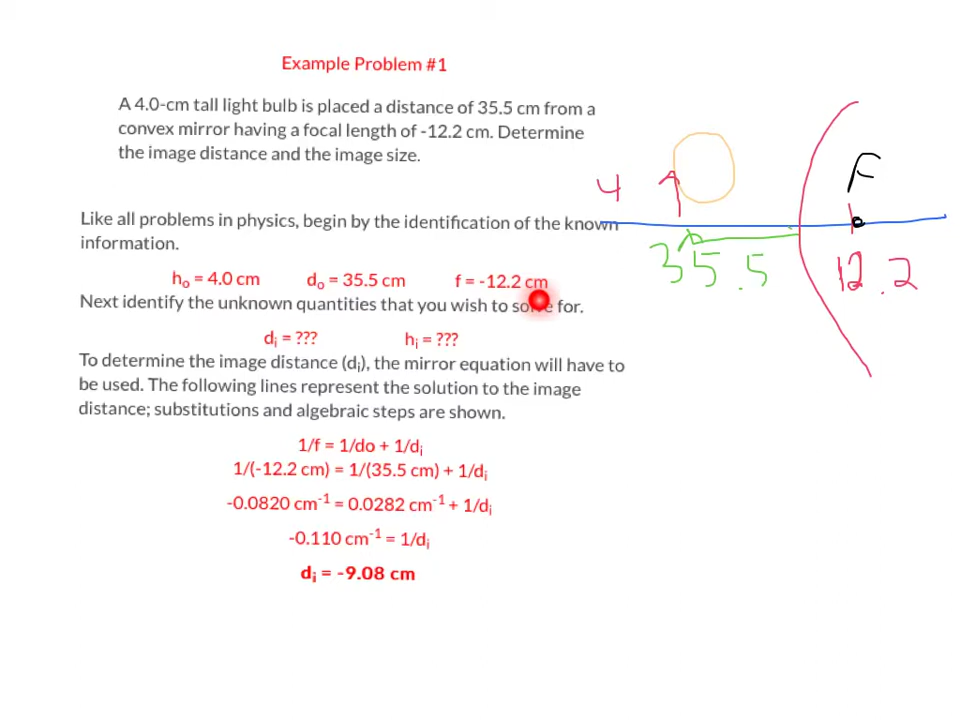 Example Problem #1
A 4.0-cm tall light bulb is placed a distance of 35.5 cm from a
convex mirror having a focal length of -12.2 cm. Determine
the image distance and the image size.
F
4
Like all problems in physics, begin by the identification of the known
information.
35.5
12.2
hₒ = 4.0 cm dₒ = 35.5 cm f = -12.2 cm
Next identify the unknown quantities that you wish to solve for.
dᵢ = ??? hᵢ = ???
To determine the image distance (dᵢ), the mirror equation will have to
be used. The following lines represent the solution to the image
distance; substitutions and algebraic steps are shown.
1/f = 1/do + 1/dᵢ
1/(-12.2 cm) = 1/(35.5 cm) + 1/dᵢ
-0.0820 cm⁻¹ = 0.0282 cm⁻¹ + 1/dᵢ
-0.110 cm⁻¹ = 1/dᵢ
dᵢ = -9.08 cm